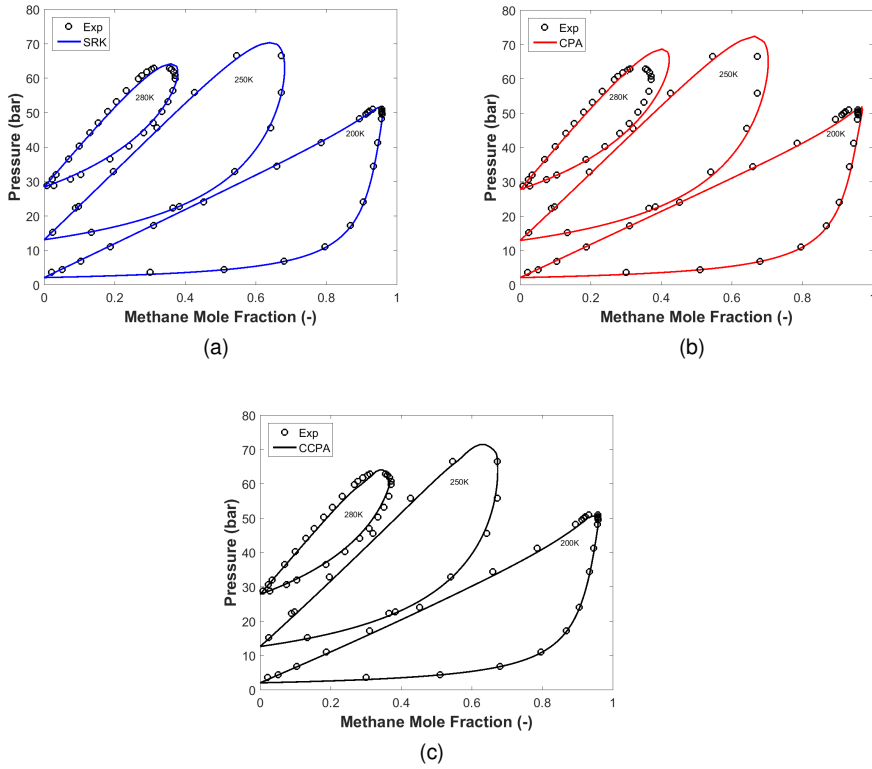 80
70
60
50
40
30
20
10
0
Pressure (bar)
Exp
SRK
280K
250K
200K
0
0.2
0.4
0.6
0.8
1
Methane Mole Fraction (-)
(a)
80
70
60
50
40
30
20
10
0
Pressure (bar)
Exp
CPA
280K
250K
200K
0
0.2
0.4
0.6
0.8
1
Methane Mole Fraction (-)
(b)
80
70
60
50
40
30
20
10
0
Pressure (bar)
Exp
CCPA
280K
250K
200K
0
0.2
0.4
0.6
0.8
1
Methane Mole Fraction (-)
(c)